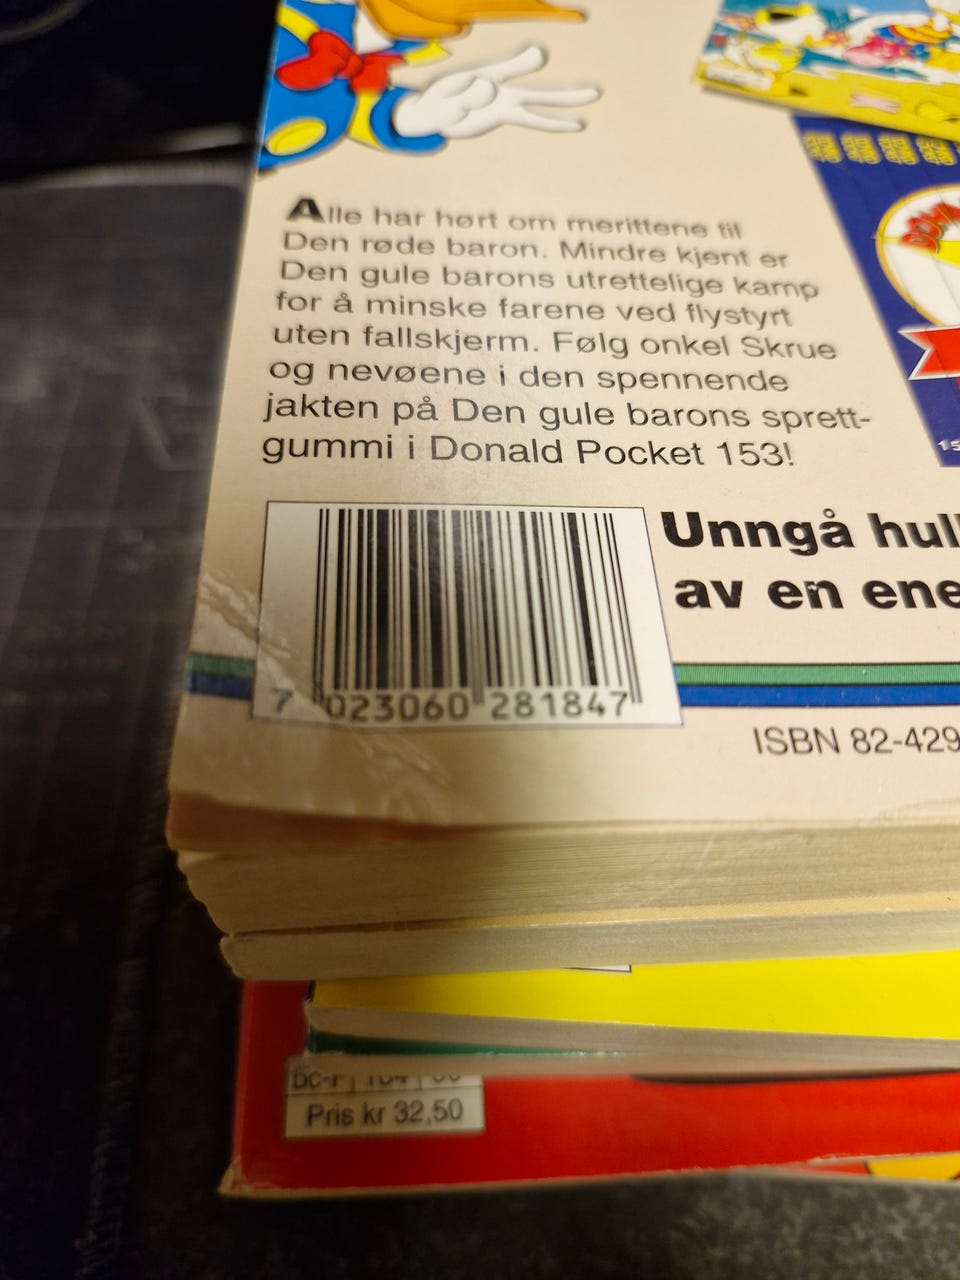 Alle har hørt om merittene til
Den røde baron. Mindre kjent er
Den gule barons utrettelige kamp
for å minske farene ved flystyrt
uten fallskjerm. Følg onkel Skrue
og nevøene i den spennende
jakten på Den gule barons sprett-
gummi i Donald Pocket 153!
Unngå hull
av en ene
7 023060 281847
ISBN 82-429
Pris kr 32,50